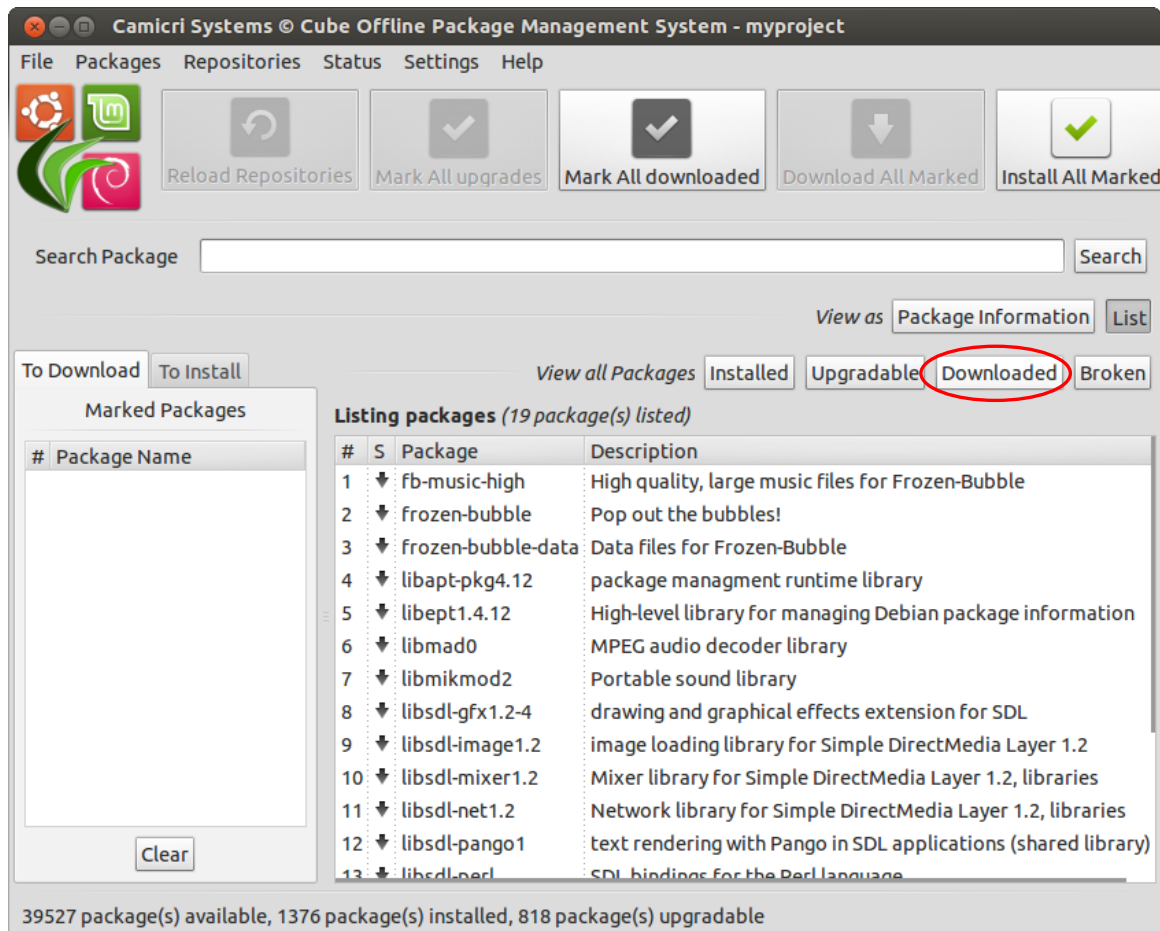 Camicri Systems © Cube Offline Package Management System - myproject
File Packages Repositories Status Settings Help
Reload Repositories Mark All upgrades Mark All downloaded Download All Marked Install All Marked
Search Package Search
View as Package Information List
To Download To Install View all Packages Installed Upgradable Downloaded Broken
Marked Packages Listing packages (19 package(s) listed)
# Package Name # S Package Description
1 fb-music-high High quality, large music files for Frozen-Bubble
2 frozen-bubble Pop out the bubbles!
3 frozen-bubble-data Data files for Frozen-Bubble
4 libapt-pkg4.12 package managment runtime library
5 libept1.4.12 High-level library for managing Debian package information
6 libmad0 MPEG audio decoder library
7 libmikmod2 Portable sound library
8 libsdl-gfx1.2-4 drawing and graphical effects extension for SDL
9 libsdl-image1.2 image loading library for Simple DirectMedia Layer 1.2
10 libsdl-mixer1.2 Mixer library for Simple DirectMedia Layer 1.2, libraries
11 libsdl-net1.2 Network library for Simple DirectMedia Layer 1.2, libraries
12 libsdl-pango1 text rendering with Pango in SDL applications (shared library)
13 libsdl-perl SDL bindings for the Perl language
Clear
39527 package(s) available, 1376 package(s) installed, 818 package(s) upgradable